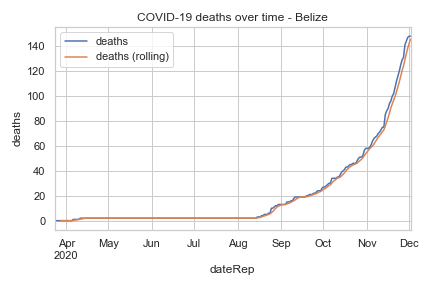 COVID-19 deaths over time - Belize
deaths
deaths (rolling)
140
120
100
80
60
40
20
0
deaths
Apr May Jun Jul Aug Sep Oct Nov Dec
2020
dateRep